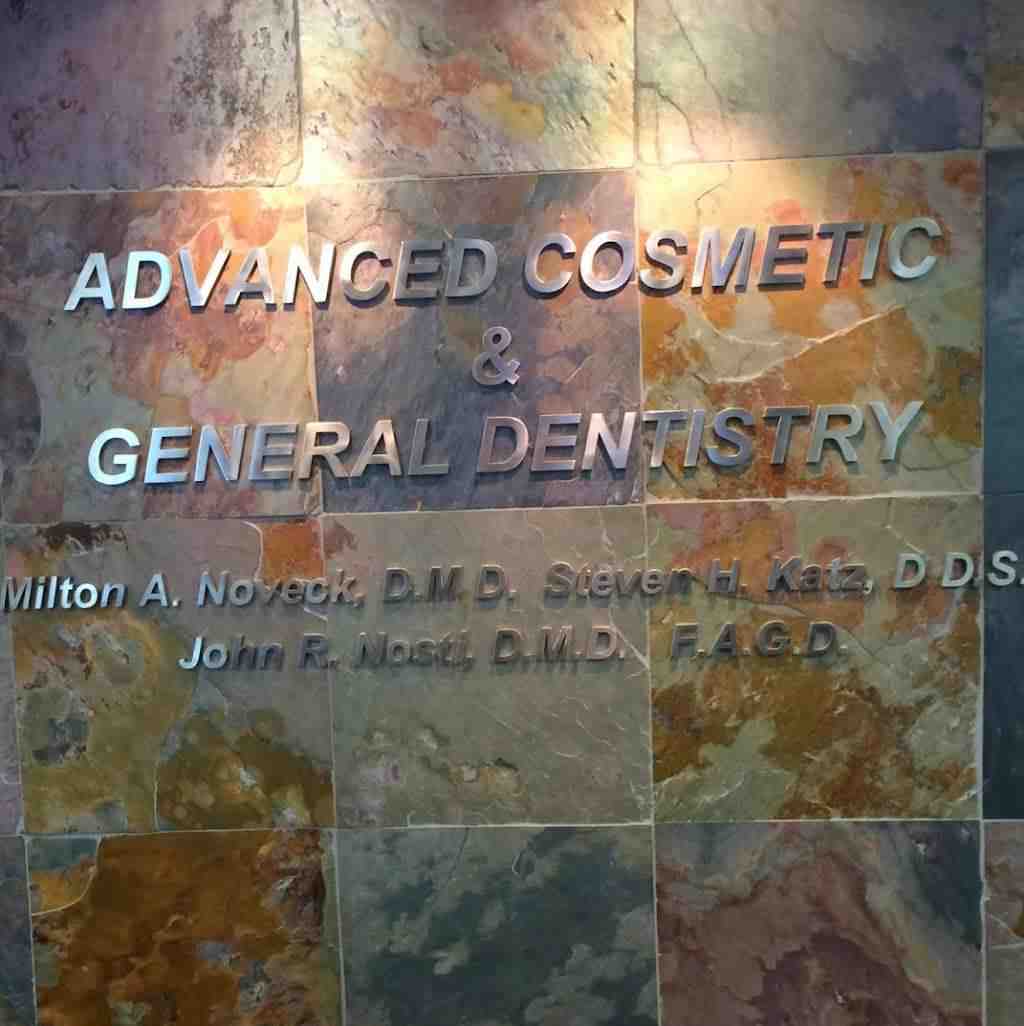 ADVANCED COSMETIC
&
GENERAL DENTISTRY
Milton A. Noveck, D.M.D. Steven H. Katz, D.D.S.
John R. Nosti, D.M.D. F.A.G.D.